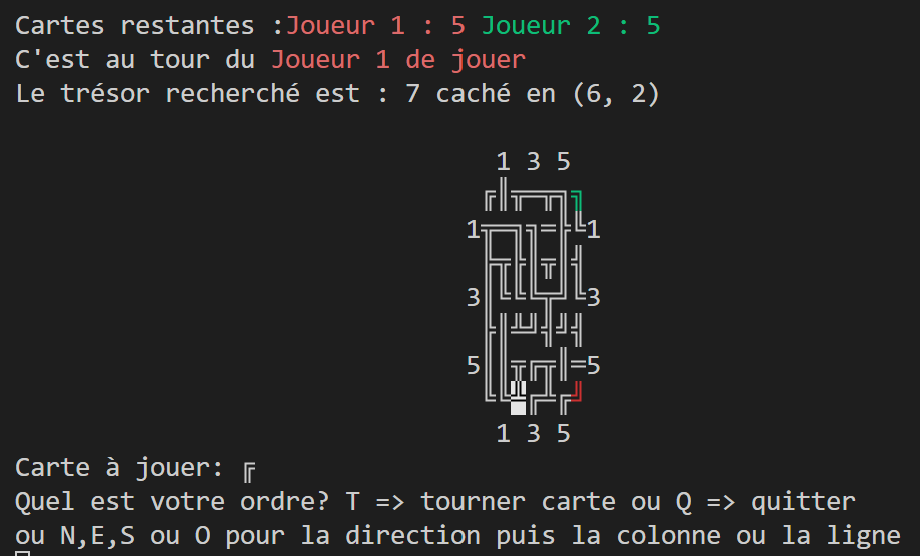 Cartes restantes :Joueur 1 : 5 Joueur 2 : 5
C'est au tour du Joueur 1 de jouer
Le trésor recherché est : 7 caché en (6, 2)
1 3 5
1 1
3 3
5 5
1 3 5
Carte à jouer: ╔
Quel est votre ordre? T => tourner carte ou Q => quitter
ou N,E,S ou O pour la direction puis la colonne ou la ligne